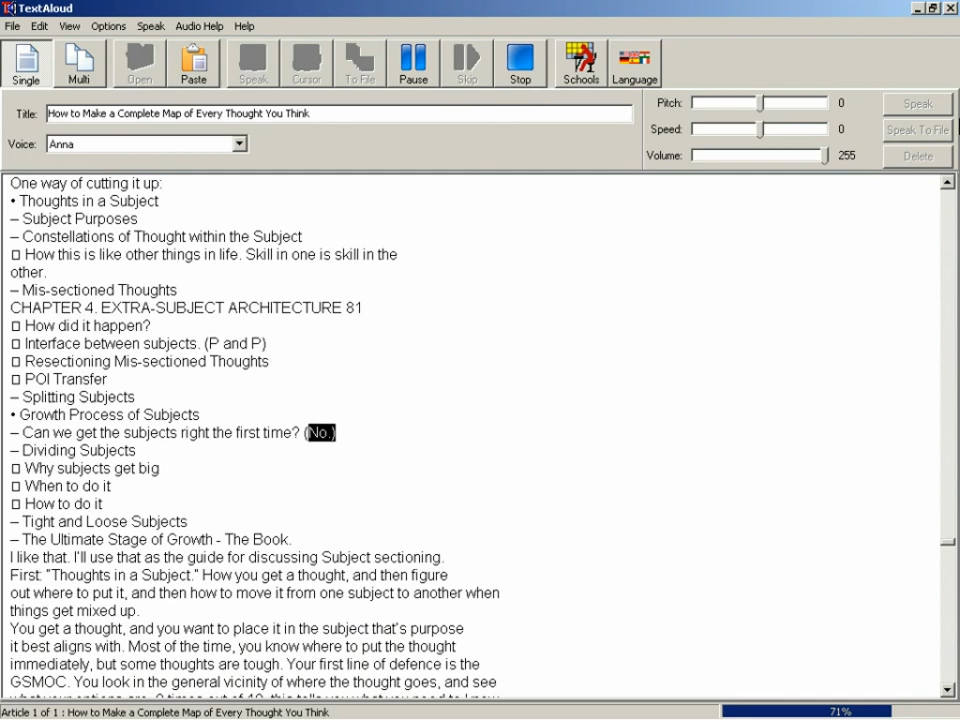 TextAloud
File Edit View Options Speak Audio Help Help
Single Multi Open Paste Speak Cursor To File Pause Skip Stop Schools Language
Title: How to Make a Complete Map of Every Thought You Think
Voice: Anna
Pitch: 0 Speak
Speed: 0 Speak To File
Volume: 255 Delete
One way of cutting it up:
• Thoughts in a Subject
– Subject Purposes
– Constellations of Thought within the Subject
□ How this is like other things in life. Skill in one is skill in the
other.
– Mis-sectioned Thoughts
CHAPTER 4. EXTRA-SUBJECT ARCHITECTURE 81
□ How did it happen?
□ Interface between subjects. (P and P)
□ Resectioning Mis-sectioned Thoughts
□ POI Transfer
– Splitting Subjects
• Growth Process of Subjects
– Can we get the subjects right the first time? (No.)
– Dividing Subjects
□ Why subjects get big
□ When to do it
□ How to do it
– Tight and Loose Subjects
– The Ultimate Stage of Growth - The Book.
I like that. I'll use that as the guide for discussing Subject sectioning.
First: "Thoughts in a Subject." How you get a thought, and then figure
out where to put it, and then how to move it from one subject to another when
things get mixed up.
You get a thought, and you want to place it in the subject that's purpose
it best aligns with. Most of the time, you know where to put the thought
immediately, but some thoughts are tough. Your first line of defence is the
GSMOC. You look in the general vicinity of where the thought goes, and see
Article 1 of 1 : How to Make a Complete Map of Every Thought You Think 71%